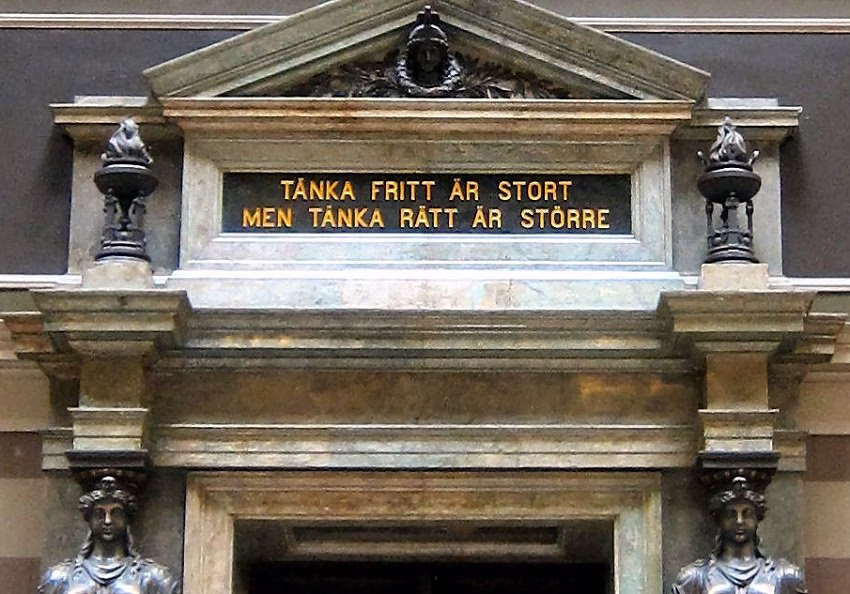 TÄNKA FRITT ÄR STORT
MEN TÄNKA RÄTT ÄR STÖRRE